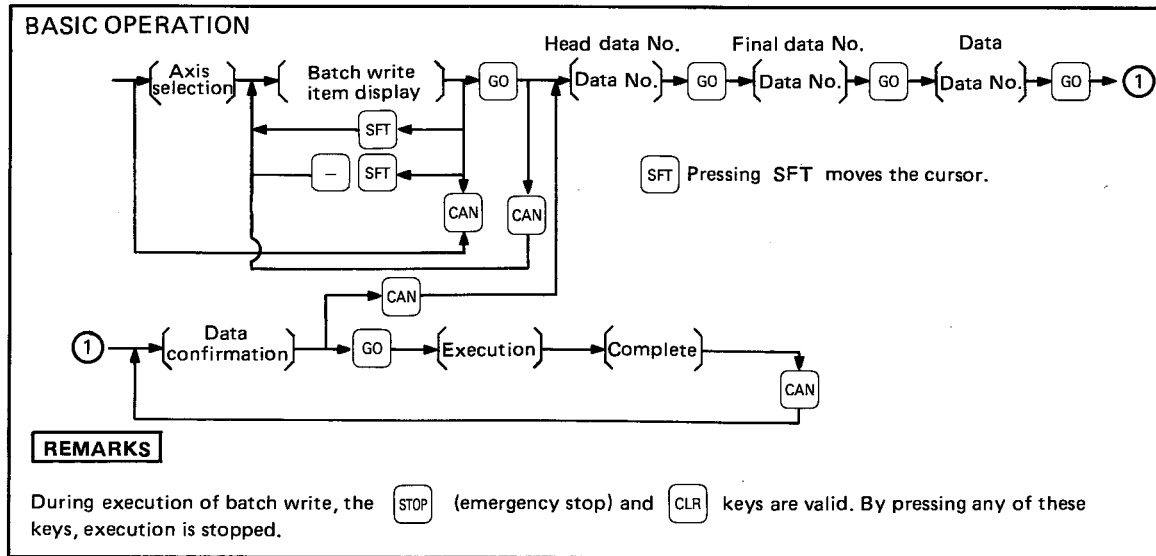 BASIC OPERATION
Head data No. Final data No. Data
Axis selection
Batch write item display
GO
Data No.
GO
Data No.
GO
Data No.
GO
1
SFT
– SFT
SFT Pressing SFT moves the cursor.
CAN
CAN
CAN
1
Data confirmation
GO
Execution
Complete
CAN
REMARKS
During execution of batch write, the STOP (emergency stop) and CLR keys are valid. By pressing any of these
keys, execution is stopped.